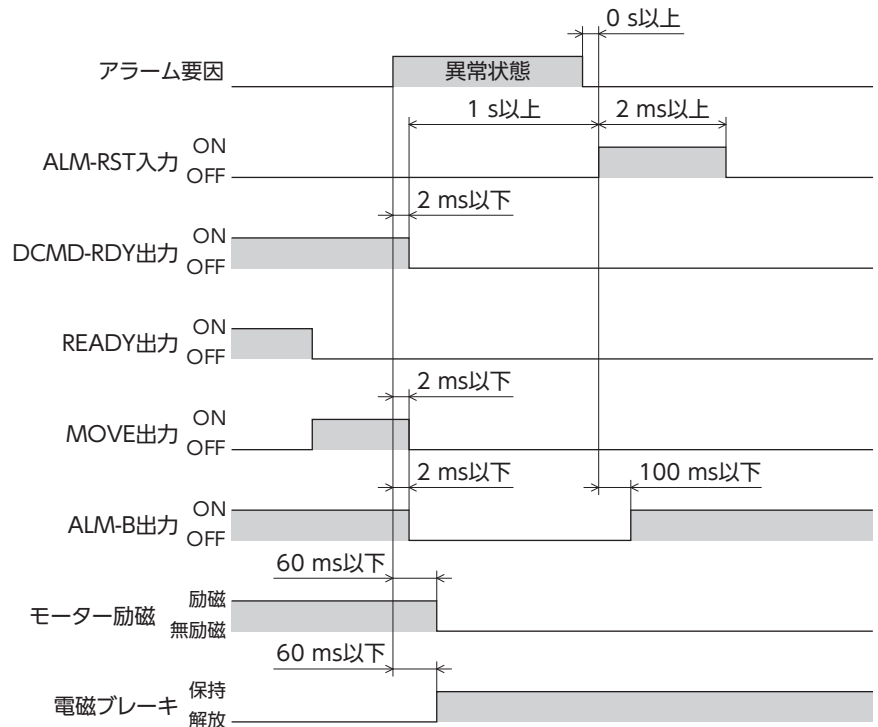 0 s以上
アラーム要因
異常状態
1 s以上
2 ms以上
ALM-RST入力
ON
OFF
2 ms以下
DCMD-RDY出力
ON
OFF
READY出力
ON
OFF
2 ms以下
MOVE出力
ON
OFF
2 ms以下
100 ms以下
ALM-B出力
ON
OFF
60 ms以下
モーター励磁
励磁
無励磁
60 ms以下
電磁ブレーキ
保持
解放